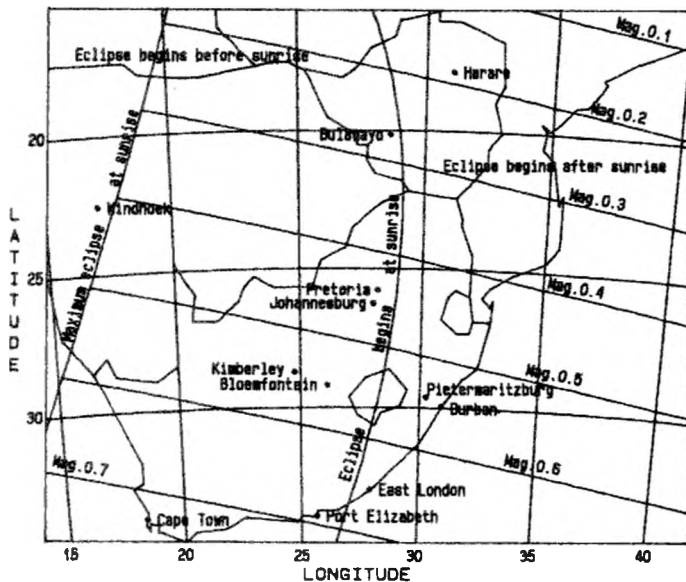 Mag.0.1
Eclipse begins before sunrise
Harare
Mag.0.2
20
Bulawayo
Maximum eclipse at sunrise
Eclipse begins after sunrise
Mag.0.3
Windhoek
LATITUDE
Eclipse begins at sunrise
25
Pretoria
Mag.0.4
Johannesburg
Kimberley
Bloemfontein
Mag.0.5
Pietermaritzburg
Durban
30
Mag.0.7
Mag.0.6
East London
Cape Town
Port Elizabeth
15 20 25 30 35 40
LONGITUDE